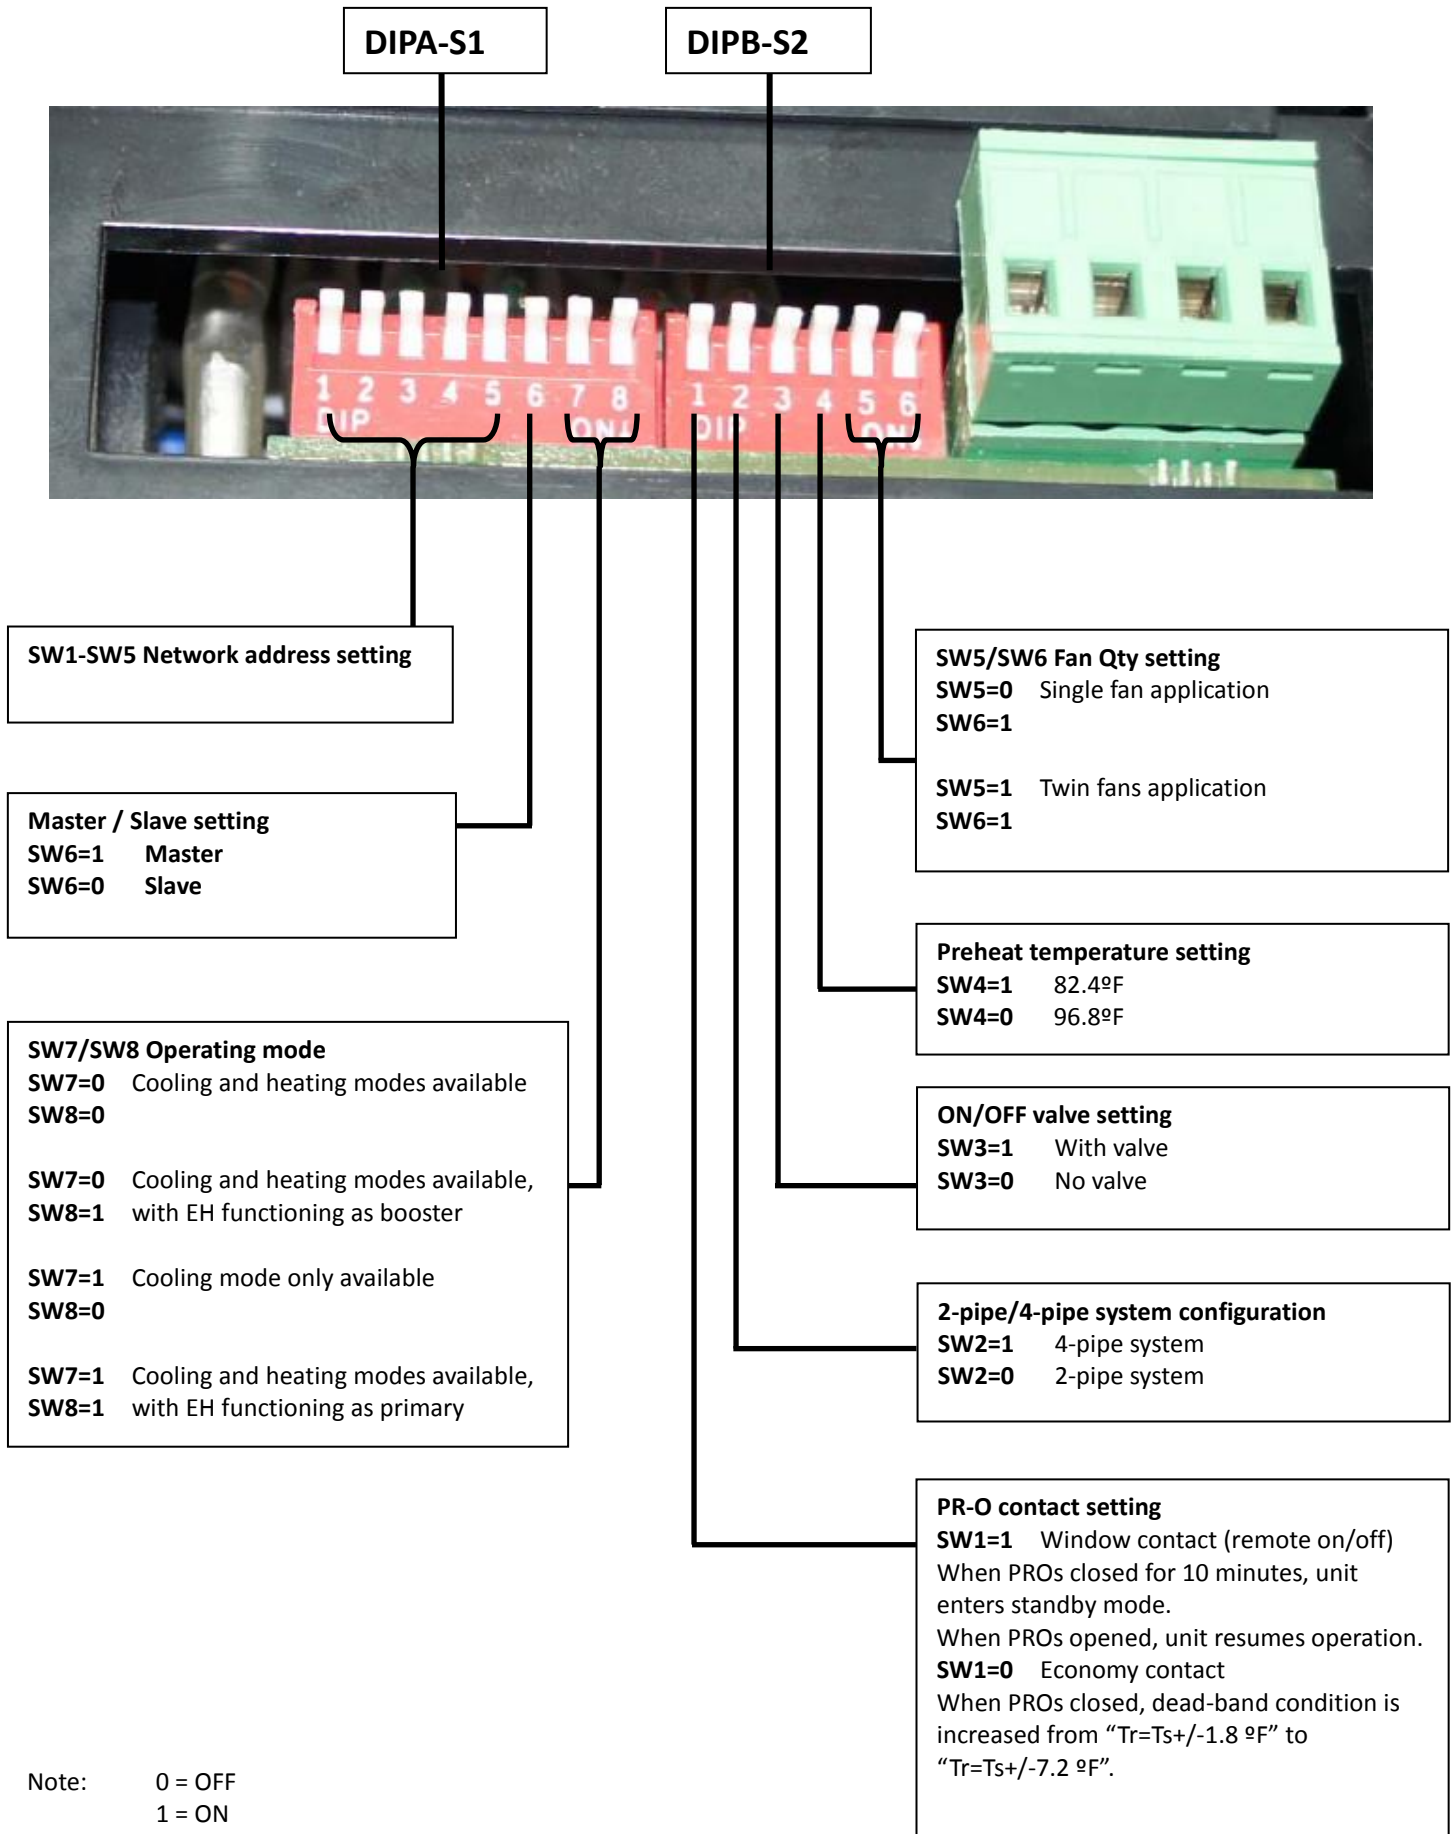 DIPA-S1
DIPB-S2
1 2 3 4 5 6 7 8
DIP ON↓
1 2 3 4 5 6
DIP ON↓
SW1-SW5 Network address setting
Master / Slave setting
SW6=1 Master
SW6=0 Slave
SW7/SW8 Operating mode
SW7=0 Cooling and heating modes available
SW8=0
SW7=0 Cooling and heating modes available,
SW8=1 with EH functioning as booster
SW7=1 Cooling mode only available
SW8=0
SW7=1 Cooling and heating modes available,
SW8=1 with EH functioning as primary
SW5/SW6 Fan Qty setting
SW5=0 Single fan application
SW6=1
SW5=1 Twin fans application
SW6=1
Preheat temperature setting
SW4=1 82.4ºF
SW4=0 96.8ºF
ON/OFF valve setting
SW3=1 With valve
SW3=0 No valve
2-pipe/4-pipe system configuration
SW2=1 4-pipe system
SW2=0 2-pipe system
PR-O contact setting
SW1=1 Window contact (remote on/off)
When PROs closed for 10 minutes, unit
enters standby mode.
When PROs opened, unit resumes operation.
SW1=0 Economy contact
When PROs closed, dead-band condition is
increased from “Tr=Ts+/-1.8 ºF” to
“Tr=Ts+/-7.2 ºF”.
Note: 0 = OFF
1 = ON